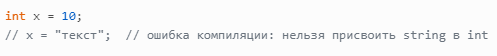 int x = 10;
// x = "текст";  // ошибка компиляции: нельзя присвоить string в int